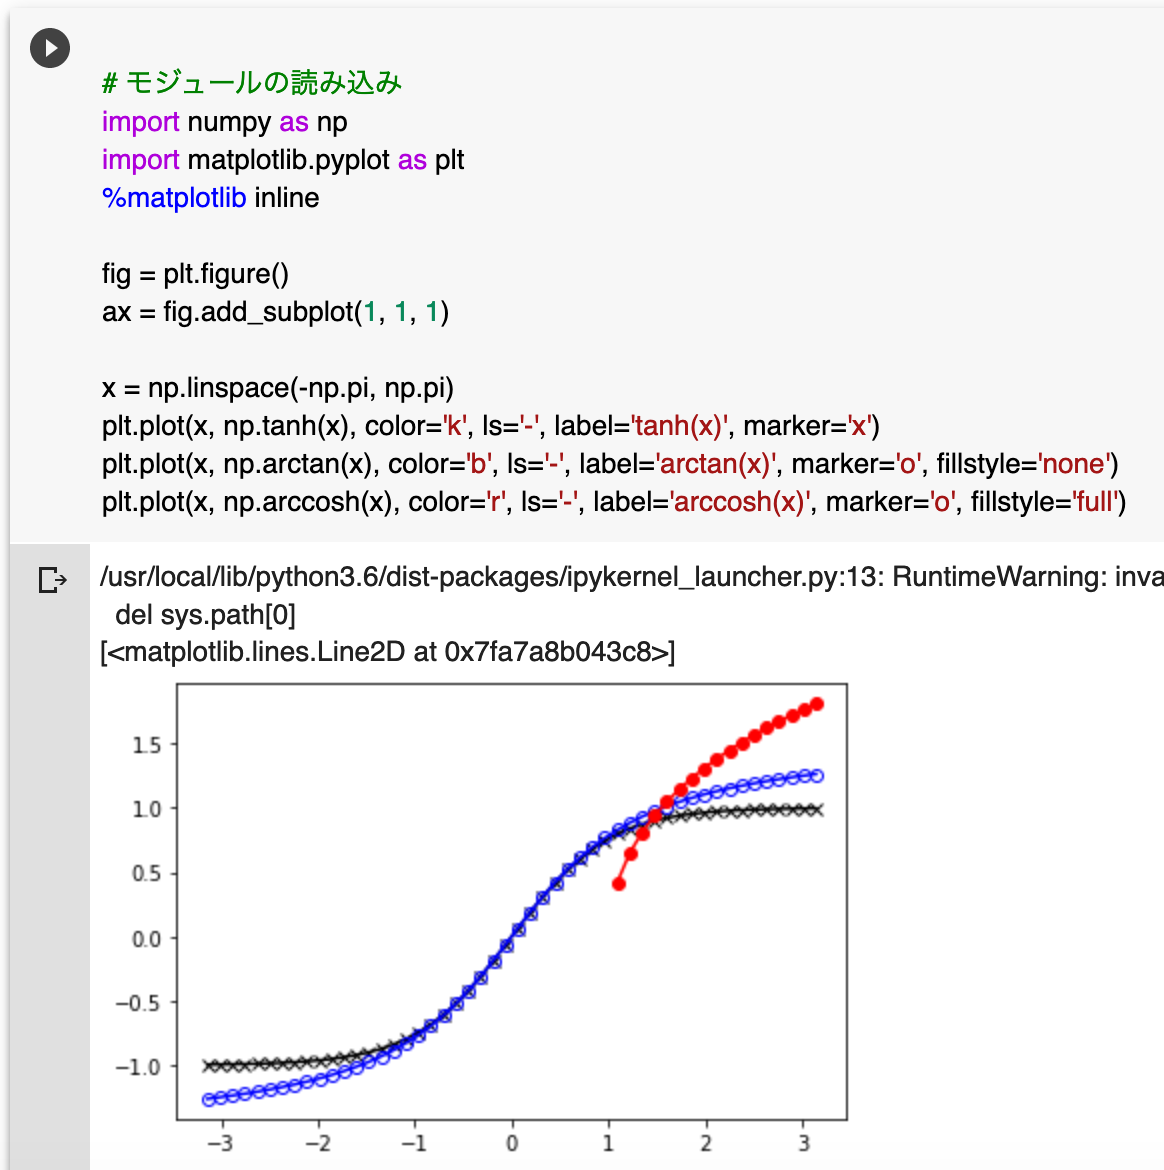 # モジュールの読み込み
import numpy as np
import matplotlib.pyplot as plt
%matplotlib inline
fig = plt.figure()
ax = fig.add_subplot(1, 1, 1)
x = np.linspace(-np.pi, np.pi)
plt.plot(x, np.tanh(x), color='k', ls='-', label='tanh(x)', marker='x')
plt.plot(x, np.arctan(x), color='b', ls='-', label='arctan(x)', marker='o', fillstyle='none')
plt.plot(x, np.arccosh(x), color='r', ls='-', label='arccosh(x)', marker='o', fillstyle='full')
/usr/local/lib/python3.6/dist-packages/ipykernel_launcher.py:13: RuntimeWarning: inva
del sys.path[0]
[<matplotlib.lines.Line2D at 0x7fa7a8b043c8>]
1.5
1.0
0.5
0.0
−0.5
−1.0
−3 −2 −1 0 1 2 3